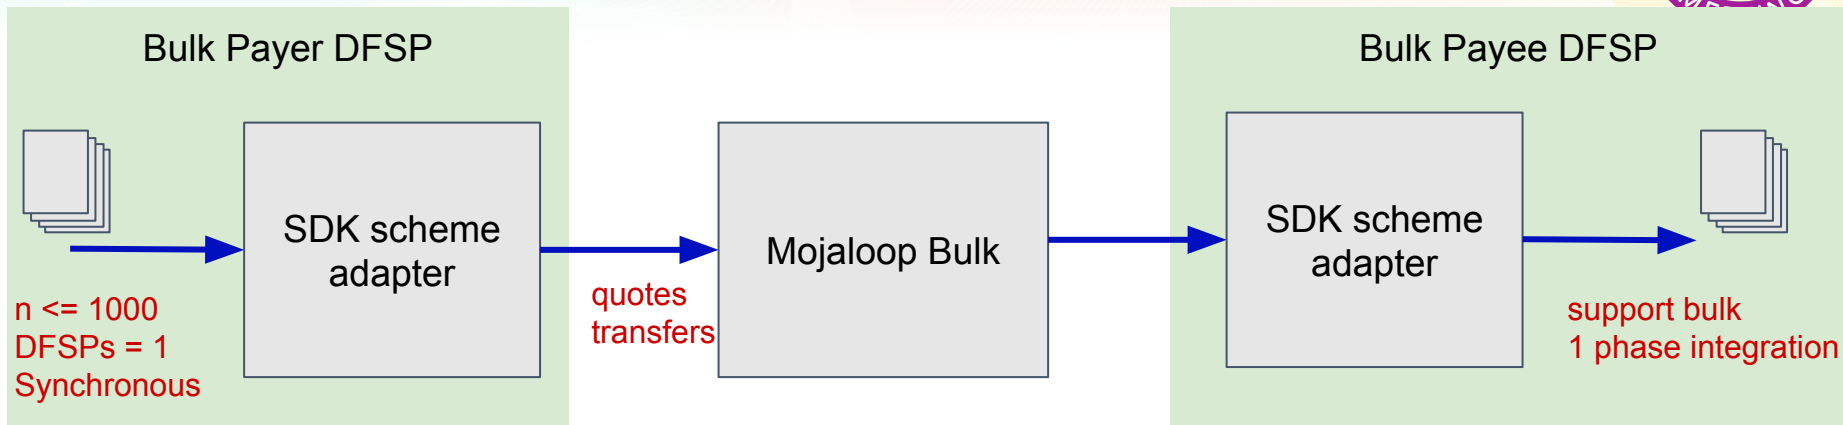 Bulk Payer DFSP
Bulk Payee DFSP
SDK scheme
adapter
Mojaloop Bulk
SDK scheme
adapter
n <= 1000
DFSPs = 1
Synchronous
quotes
transfers
support bulk
1 phase integration